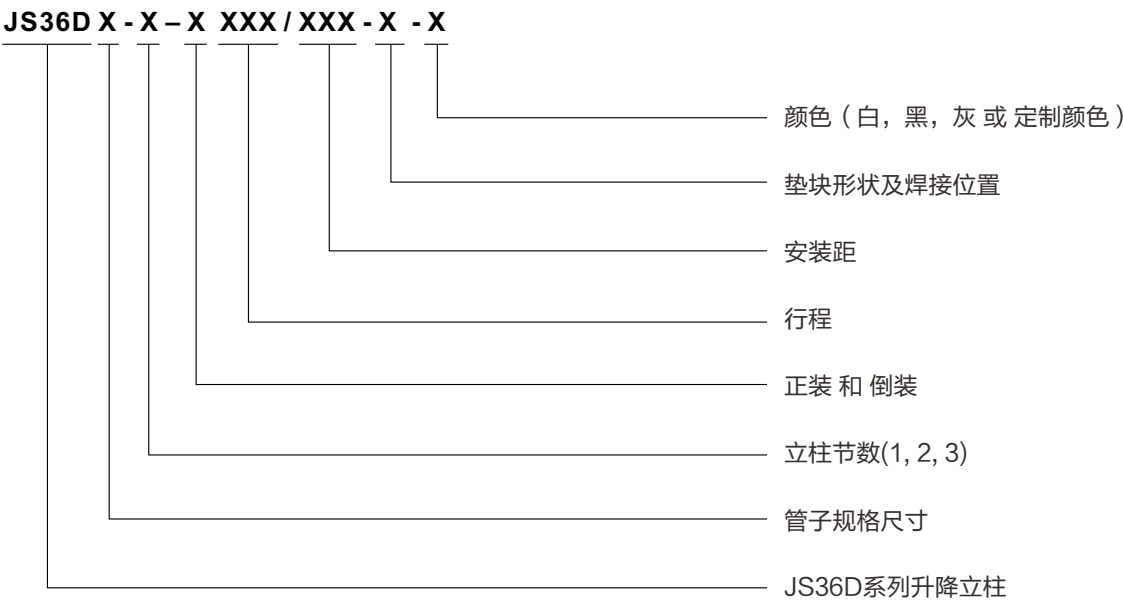 JS36D X - X – X XXX / XXX - X - X
颜色（白，黑，灰 或 定制颜色）
垫块形状及焊接位置
安装距
行程
正装 和 倒装
立柱节数(1, 2, 3)
管子规格尺寸
JS36D系列升降立柱